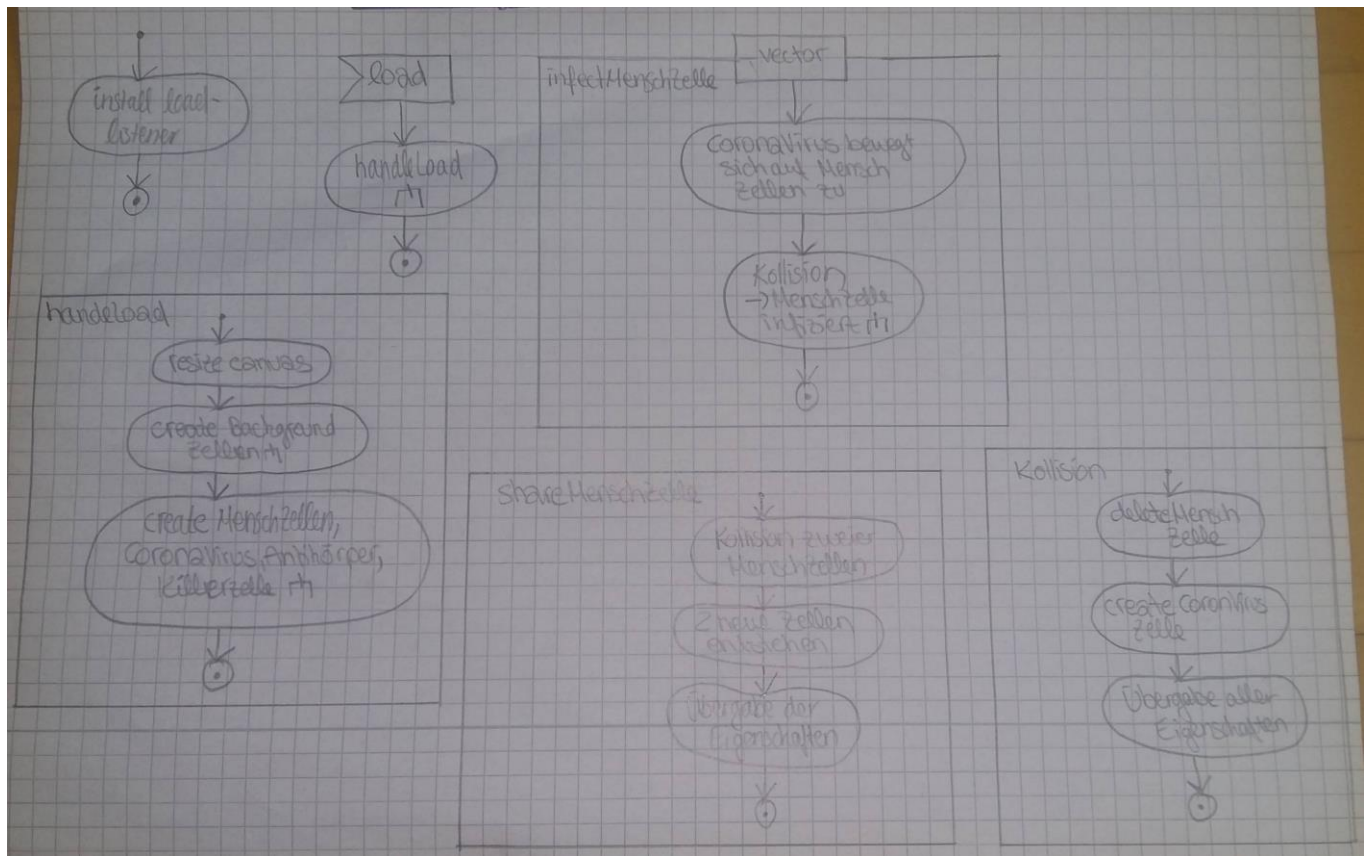 install load-
listener
load
handleload
handeload
resize canvas
create Background
Zellen
create MenschZellen,
CoronaVirus, Antikörper,
Killerzelle
infectMenschZelle
vector
CoronaVirus bewegt
sich auf Mensch
Zellen zu
Kollision
→ Menschzelle
infiziert
shareMenschzelle
Kollision zweier
Menschzellen
2 neue Zellen
entstehen
Übergabe der
Eigenschaften
Kollision
deleteMensch
Zelle
create CoronVirus
Zelle
Übergabe aller
Eigenschaften